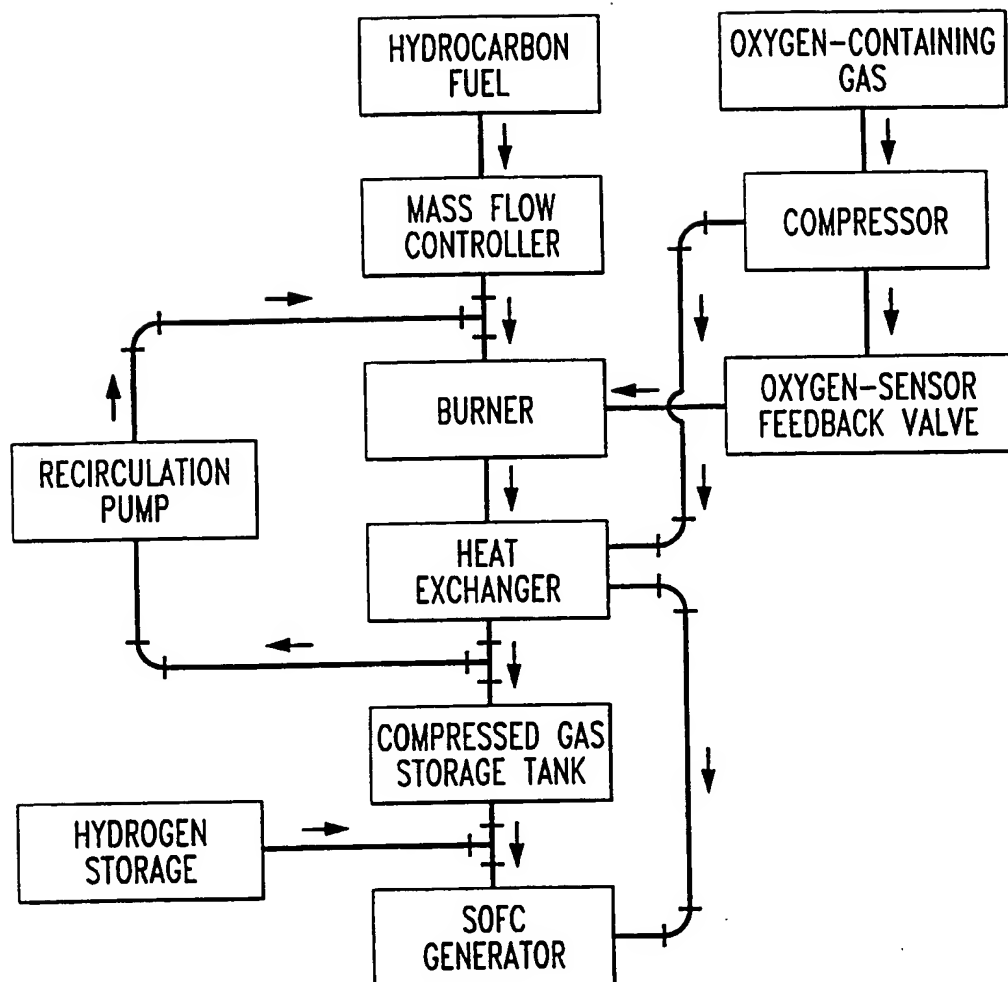 HYDROCARBON
FUEL
OXYGEN-CONTAINING
GAS
MASS FLOW
CONTROLLER
COMPRESSOR
BURNER
OXYGEN-SENSOR
FEEDBACK VALVE
RECIRCULATION
PUMP
HEAT
EXCHANGER
COMPRESSED GAS
STORAGE TANK
HYDROGEN
STORAGE
SOFC
GENERATOR